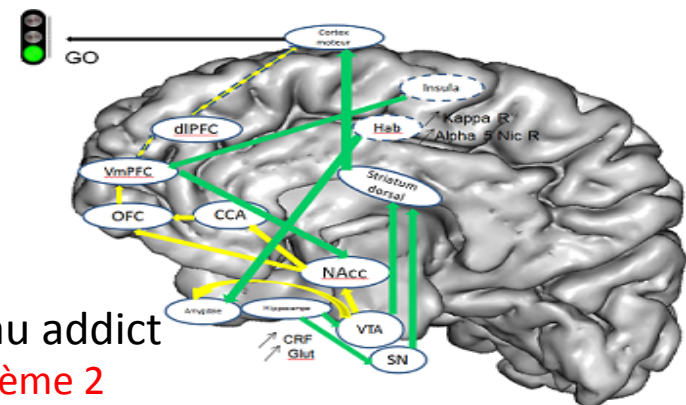 Cortex
moteur
GO
Insula
Kappa R
Hab
Alpha 5 Nic R
dlPFC
VmPFC
Striatum
dorsal
OFC
CCA
NAcc
Amygdale
Hippocampe
VTA
CRF
Glut
SN
au addict
ème 2